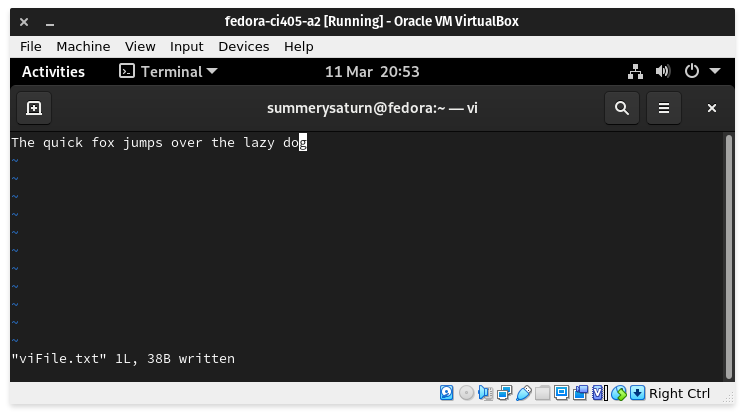 fedora-ci405-a2 [Running] - Oracle VM VirtualBox
File Machine View Input Devices Help
Activities Terminal 11 Mar 20:53
summerysaturn@fedora:~ — vi
The quick fox jumps over the lazy dog
~
~
~
~
~
~
~
~
~
~
~
"viFile.txt" 1L, 38B written
Right Ctrl